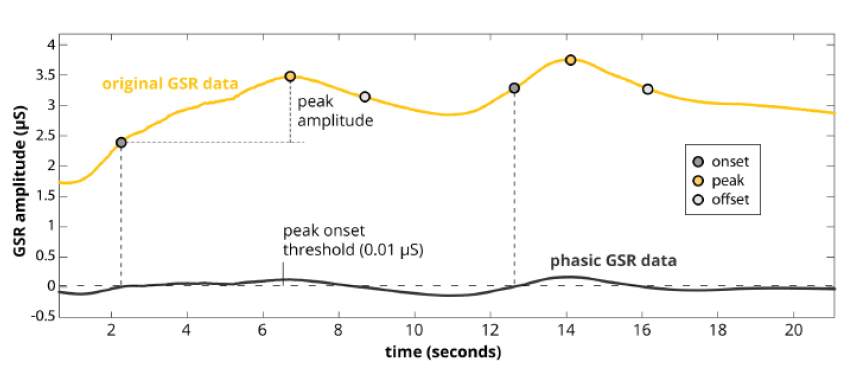 4
3.5
3
2.5
2
1.5
1
0.5
0
-0.5
GSR amplitude (µS)
original GSR data
peak
amplitude
onset
peak
offset
peak onset
threshold (0.01 µS)
phasic GSR data
2 4 6 8 10 12 14 16 18 20
time (seconds)